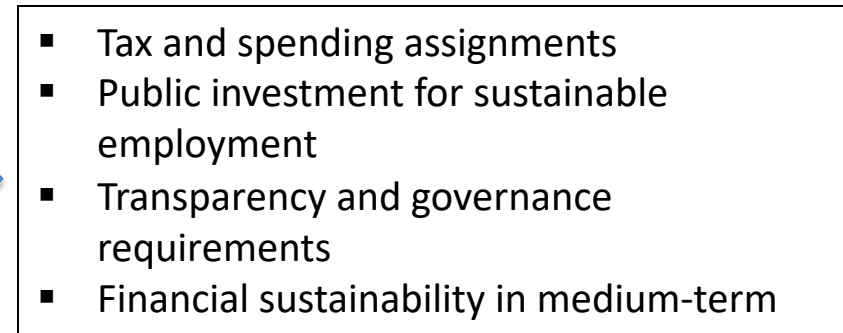 ▪ Tax and spending assignments
▪ Public investment for sustainable
employment
▪ Transparency and governance
requirements
▪ Financial sustainability in medium-term